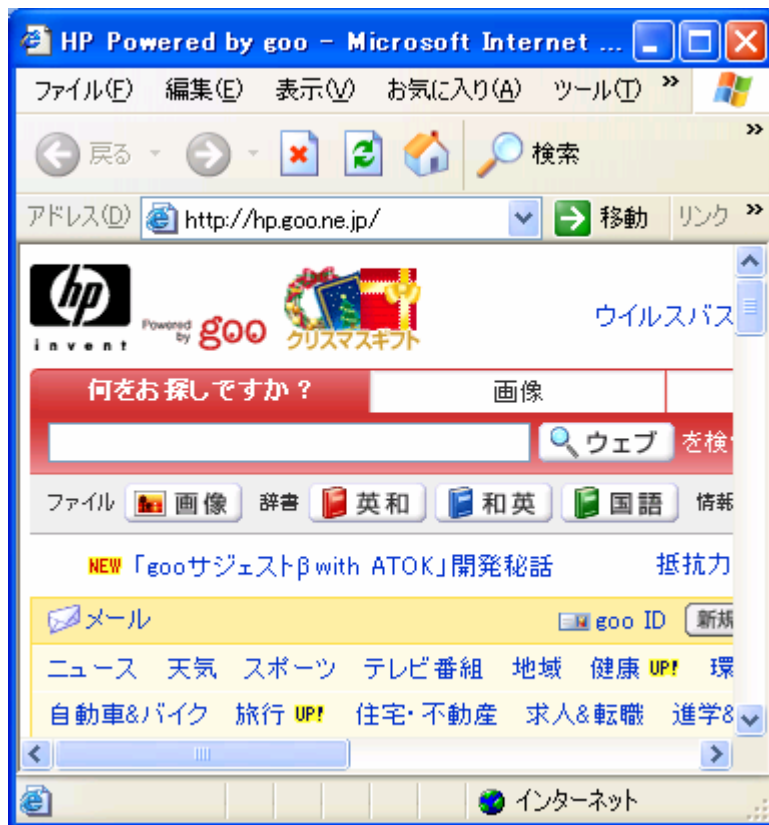 HP Powered by goo - Microsoft Internet ...
ファイル(F) 編集(E) 表示(V) お気に入り(A) ツール(T) »
戻る 検索 »
アドレス(D) http://hp.goo.ne.jp/ 移動 リンク »
hp
invent
Powered by goo
クリスマスギフト
ウイルスバス
何をお探しですか? 画像
ウェブ を検
ファイル 画像 辞書 英和 和英 国語 情報
NEW 「gooサジェストβ with ATOK」開発秘話 抵抗力
メール goo ID 新規
ニュース 天気 スポーツ テレビ番組 地域 健康 UP! 環
自動車&バイク 旅行 UP! 住宅・不動産 求人&転職 進学&
インターネット